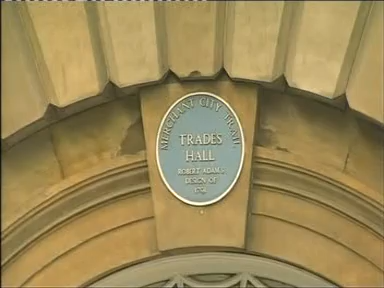 MERCHANT CITY TRAIL
TRADES
HALL
ROBERT ADAM'S
DESIGN OF